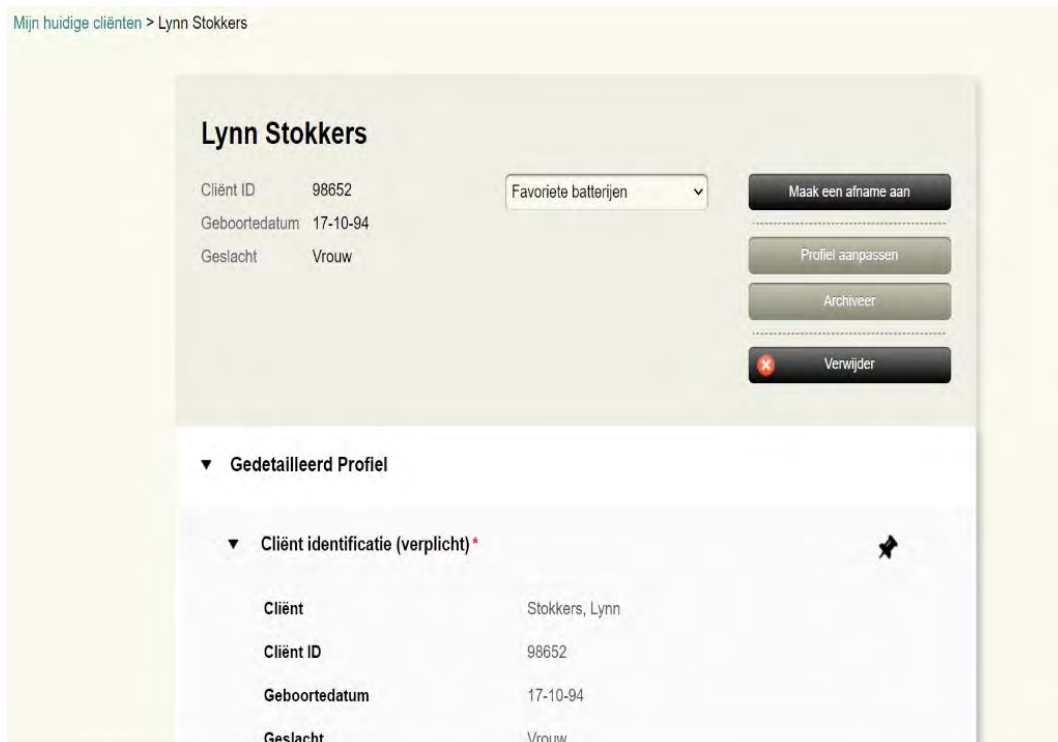 Mijn huidige cliënten > Lynn Stokkers
Lynn Stokkers
Cliënt ID 98652
Favoriete batterijen
Maak een afname aan
Geboortedatum 17-10-94
Geslacht Vrouw
Profiel aanpassen
Archiveer
Verwijder
Gedetailleerd Profiel
Cliënt identificatie (verplicht) *
Cliënt Stokkers, Lynn
Cliënt ID 98652
Geboortedatum 17-10-94
Geslacht Vrouw